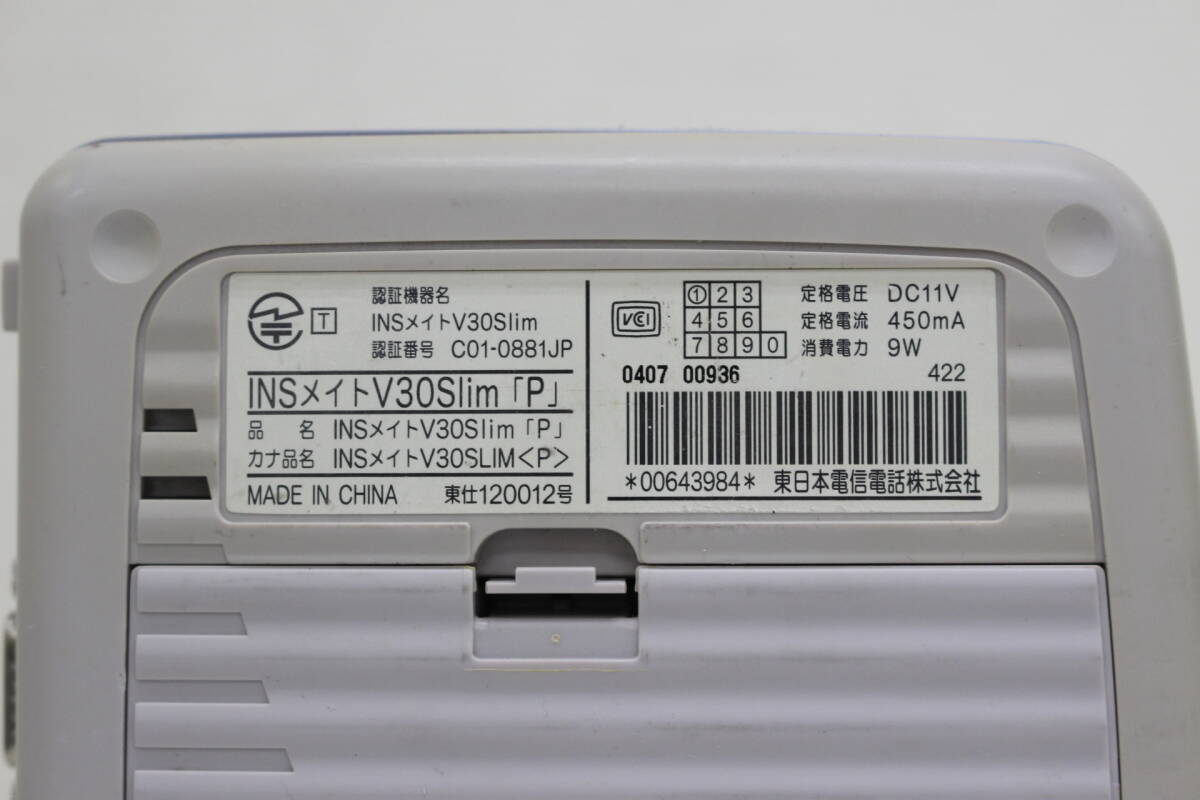 T
認証機器名
INSメイトV30Slim
認証番号 C01-0881JP
INSメイトV30Slim「P」
品 名 INSメイトV30Slim「P」
カナ品名 INSメイトV30SLIM<P>
MADE IN CHINA 東仕120012号
VCI
①23
456
7890
定格電圧 DC11V
定格電流 450mA
消費電力 9W
0407 00936 422
*00643984* 東日本電信電話株式会社